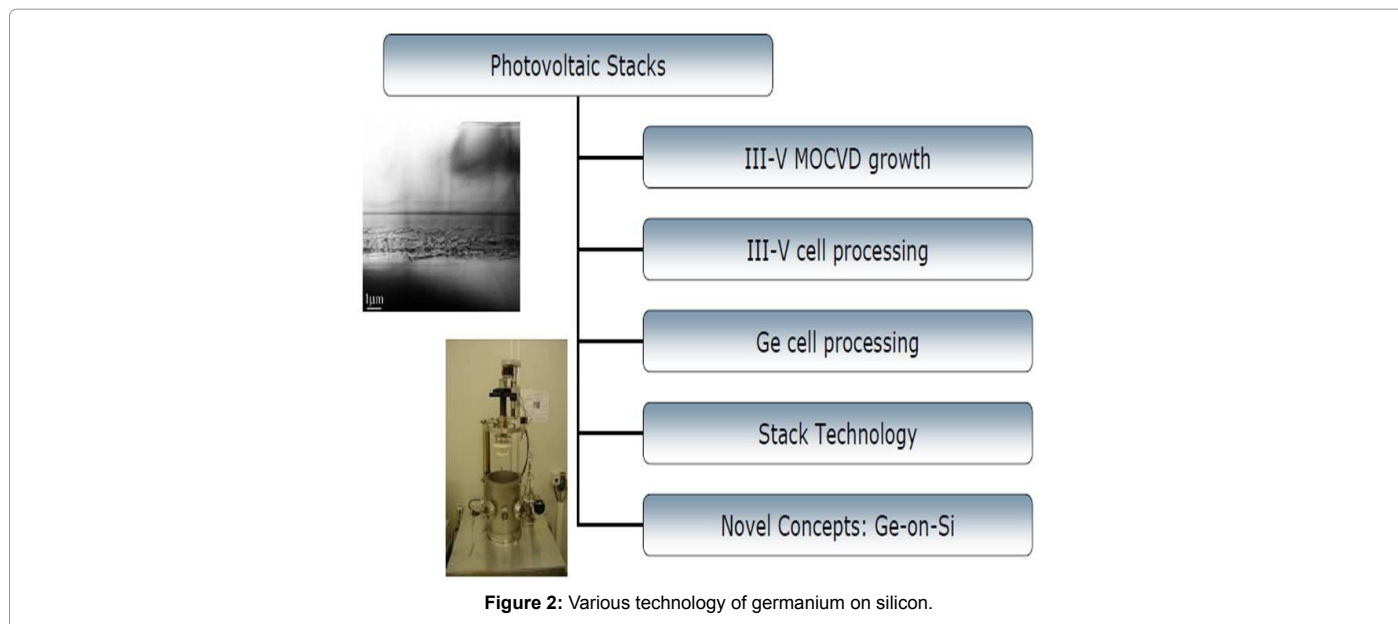 Photovoltaic Stacks
III-V MOCVD growth
III-V cell processing
Ge cell processing
Stack Technology
Novel Concepts: Ge-on-Si
1μm
Figure 2: Various technology of germanium on silicon.